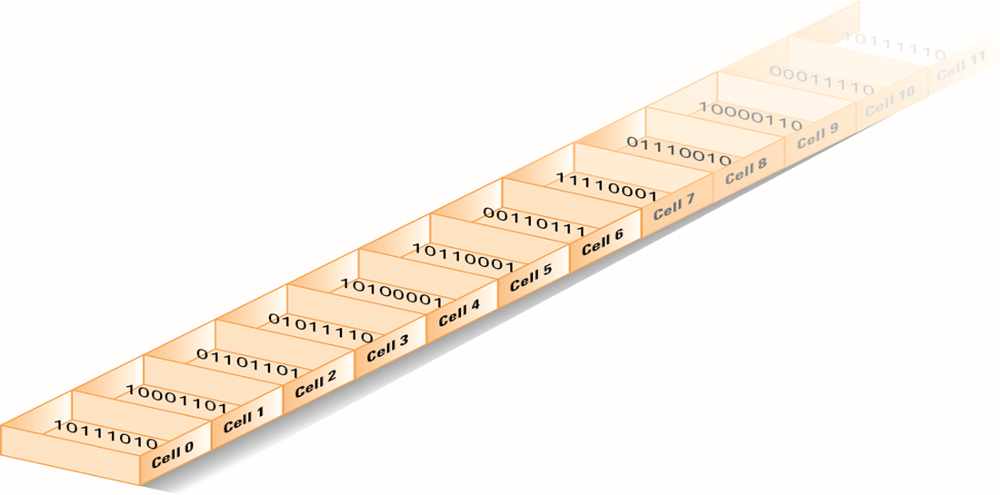 10111010
Cell 0
10001101
Cell 1
01101101
Cell 2
01011110
Cell 3
10100001
Cell 4
10110001
Cell 5
00110111
Cell 6
11110001
Cell 7
01110010
Cell 8
10000110
Cell 9
00011110
Cell 10
10111110
Cell 11